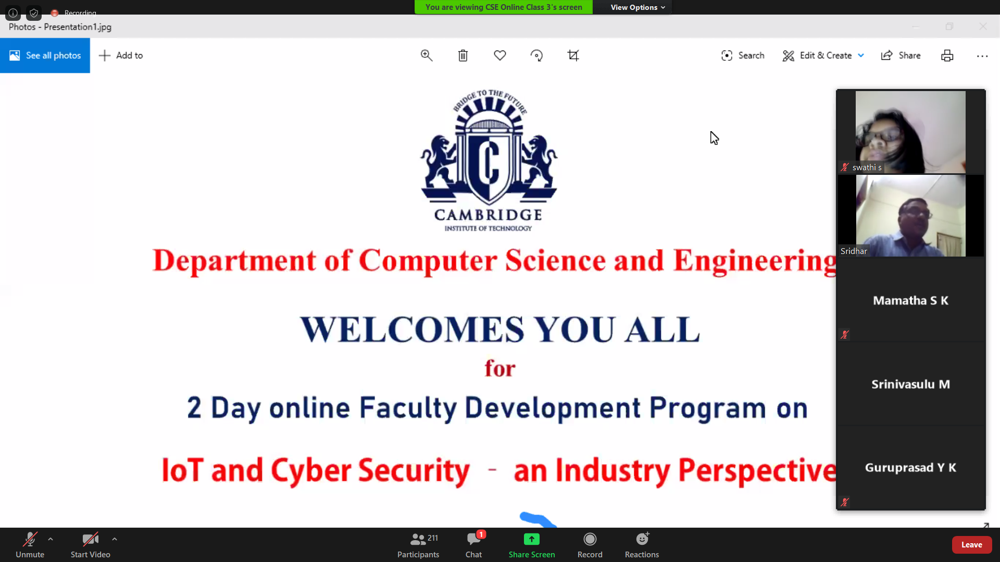 Recording
You are viewing CSE Online Class 3's screen
View Options
Photos - Presentation1.jpg
See all photos
Add to
Search
Edit & Create
Share
BRIDGE TO THE FUTURE
C
CAMBRIDGE
INSTITUTE OF TECHNOLOGY
Department of Computer Science and Engineering
WELCOMES YOU ALL
for
2 Day online Faculty Development Program on
IoT and Cyber Security - an Industry Perspective
swathi s
Sridhar
Mamatha S K
Srinivasulu M
Guruprasad Y K
Unmute
Start Video
Participants
211
Chat
1
Share Screen
Record
Reactions
Leave